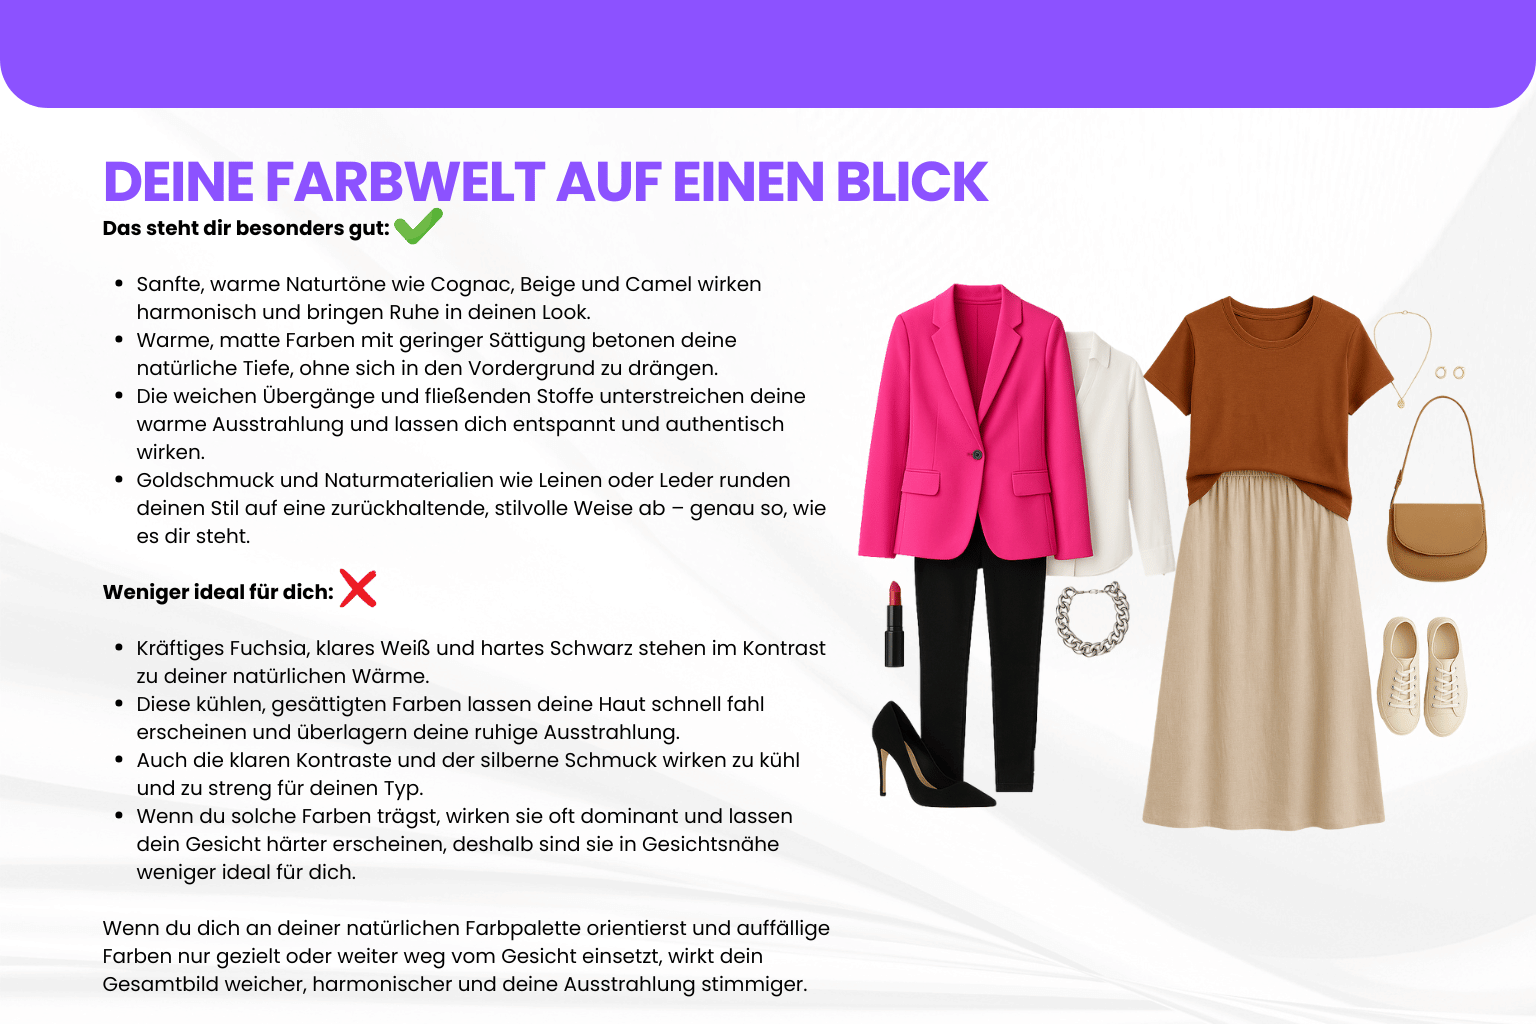 DEINE FARBWELT AUF EINEN BLICK
Das steht dir besonders gut:
• Sanfte, warme Naturtöne wie Cognac, Beige und Camel wirken
harmonisch und bringen Ruhe in deinen Look.
• Warme, matte Farben mit geringer Sättigung betonen deine
natürliche Tiefe, ohne sich in den Vordergrund zu drängen.
• Die weichen Übergänge und fließenden Stoffe unterstreichen deine
warme Ausstrahlung und lassen dich entspannt und authentisch
wirken.
• Goldschmuck und Naturmaterialien wie Leinen oder Leder runden
deinen Stil auf eine zurückhaltende, stilvolle Weise ab – genau so, wie
es dir steht.
Weniger ideal für dich:
• Kräftiges Fuchsia, klares Weiß und hartes Schwarz stehen im Kontrast
zu deiner natürlichen Wärme.
• Diese kühlen, gesättigten Farben lassen deine Haut schnell fahl
erscheinen und überlagern deine ruhige Ausstrahlung.
• Auch die klaren Kontraste und der silberne Schmuck wirken zu kühl
und zu streng für deinen Typ.
• Wenn du solche Farben trägst, wirken sie oft dominant und lassen
dein Gesicht härter erscheinen, deshalb sind sie in Gesichtsnähe
weniger ideal für dich.
Wenn du dich an deiner natürlichen Farbpalette orientierst und auffällige
Farben nur gezielt oder weiter weg vom Gesicht einsetzt, wirkt dein
Gesamtbild weicher, harmonischer und deine Ausstrahlung stimmiger.